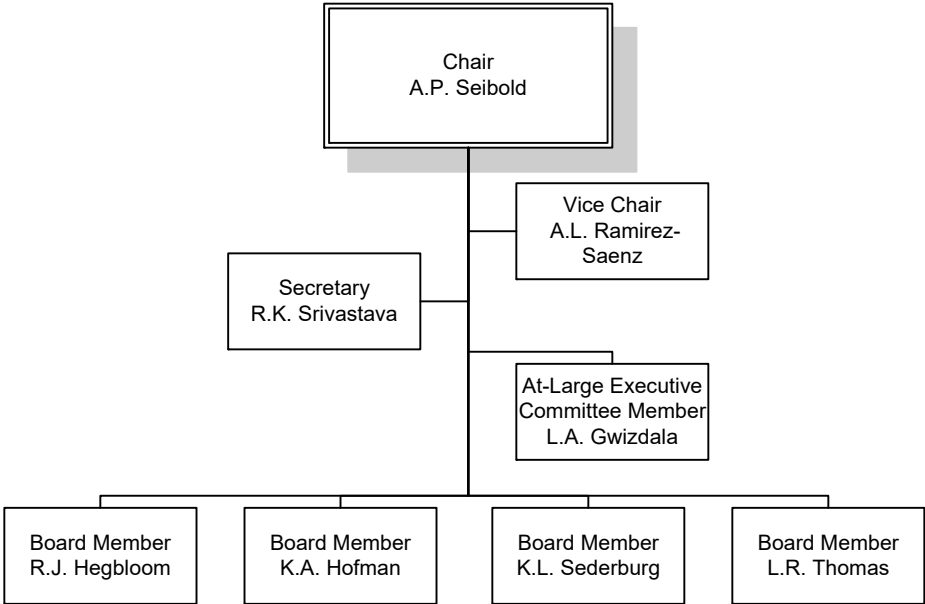 Chair
A.P. Seibold
Vice Chair
A.L. Ramirez-
Saenz
Secretary
R.K. Srivastava
At-Large Executive
Committee Member
L.A. Gwizdala
Board Member
R.J. Hegbloom
Board Member
K.A. Hofman
Board Member
K.L. Sederburg
Board Member
L.R. Thomas